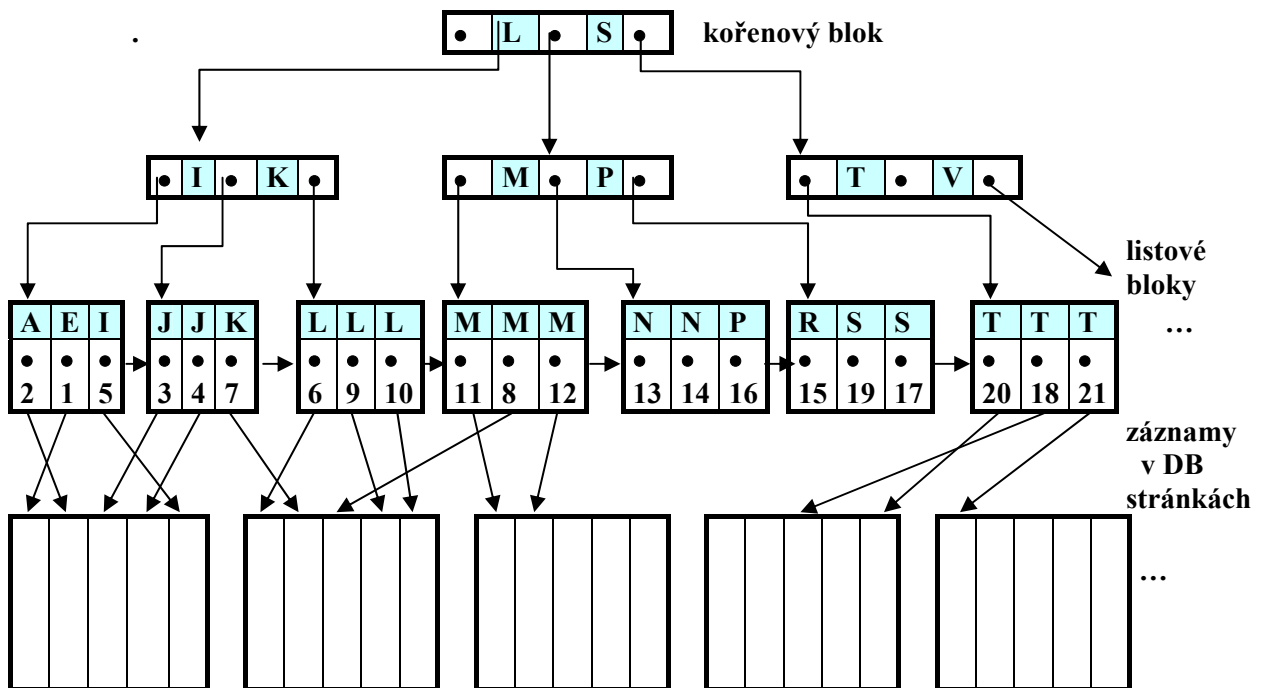 .
L S kořenový blok
I K M P T V
listové
bloky
A E I J J K L L L M M M N N P R S S T T T …
2 1 5 3 4 7 6 9 10 11 8 12 13 14 16 15 19 17 20 18 21
záznamy
v DB
stránkách
…